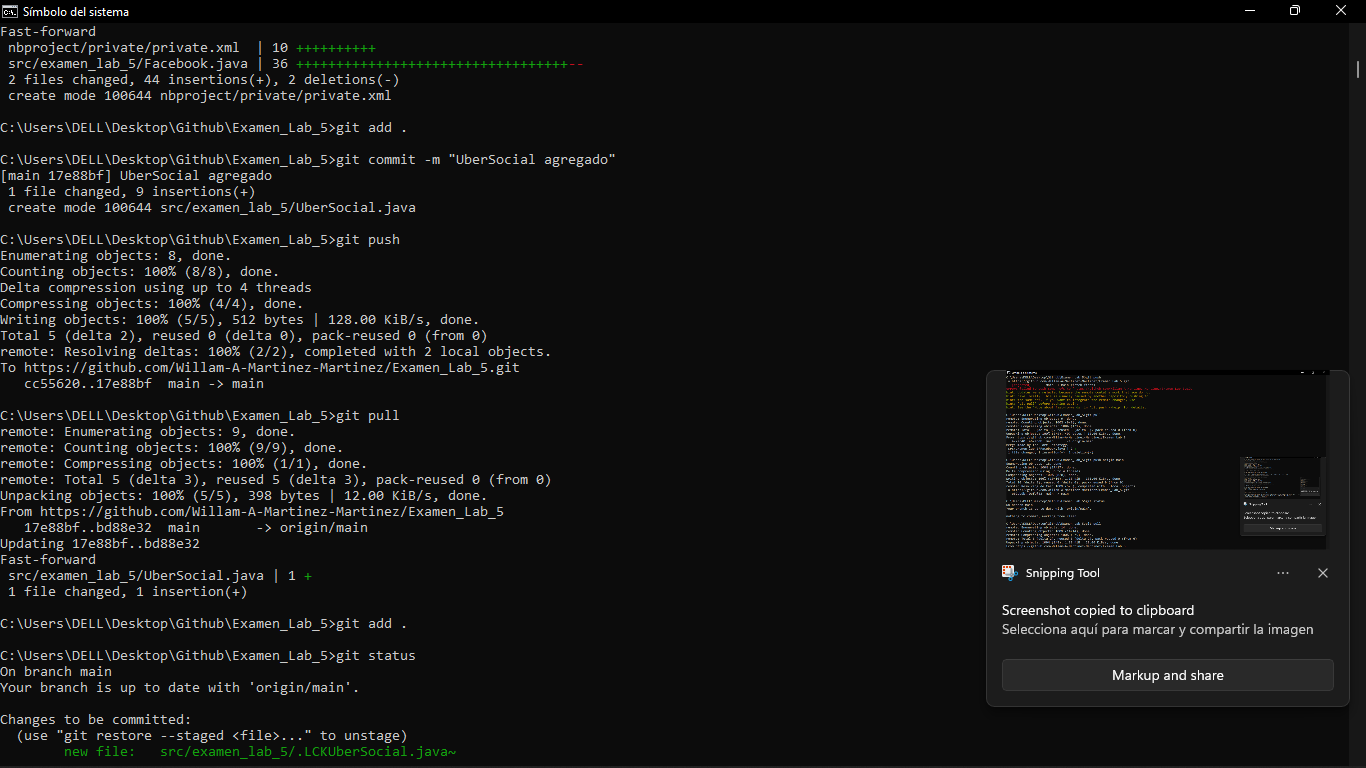 Símbolo del sistema
Fast-forward
nbproject/private/private.xml | 10 ++++++++++
src/examen_lab_5/Facebook.java | 36 ++++++++++++++++++++++++++++++++++--
2 files changed, 44 insertions(+), 2 deletions(-)
create mode 100644 nbproject/private/private.xml
C:\Users\DELL\Desktop\Github\Examen_Lab_5>git add .
C:\Users\DELL\Desktop\Github\Examen_Lab_5>git commit -m "UberSocial agregado"
[main 17e88bf] UberSocial agregado
1 file changed, 9 insertions(+)
create mode 100644 src/examen_lab_5/UberSocial.java
C:\Users\DELL\Desktop\Github\Examen_Lab_5>git push
Enumerating objects: 8, done.
Counting objects: 100% (8/8), done.
Delta compression using up to 4 threads
Compressing objects: 100% (4/4), done.
Writing objects: 100% (5/5), 512 bytes | 128.00 KiB/s, done.
Total 5 (delta 2), reused 0 (delta 0), pack-reused 0 (from 0)
remote: Resolving deltas: 100% (2/2), completed with 2 local objects.
To https://github.com/Willam-A-Martinez-Martinez/Examen_Lab_5.git
cc55620..17e88bf main -> main
C:\Users\DELL\Desktop\Github\Examen_Lab_5>git pull
remote: Enumerating objects: 9, done.
remote: Counting objects: 100% (9/9), done.
remote: Compressing objects: 100% (1/1), done.
remote: Total 5 (delta 3), reused 5 (delta 3), pack-reused 0 (from 0)
Unpacking objects: 100% (5/5), 398 bytes | 12.00 KiB/s, done.
From https://github.com/Willam-A-Martinez-Martinez/Examen_Lab_5
17e88bf..bd88e32 main -> origin/main
Updating 17e88bf..bd88e32
Fast-forward
src/examen_lab_5/UberSocial.java | 1 +
1 file changed, 1 insertion(+)
C:\Users\DELL\Desktop\Github\Examen_Lab_5>git add .
C:\Users\DELL\Desktop\Github\Examen_Lab_5>git status
On branch main
Your branch is up to date with 'origin/main'.
Changes to be committed:
(use "git restore --staged <file>..." to unstage)
new file: src/examen_lab_5/.LCKUberSocial.java~
Snipping Tool
Screenshot copied to clipboard
Selecciona aquí para marcar y compartir la imagen
Markup and share